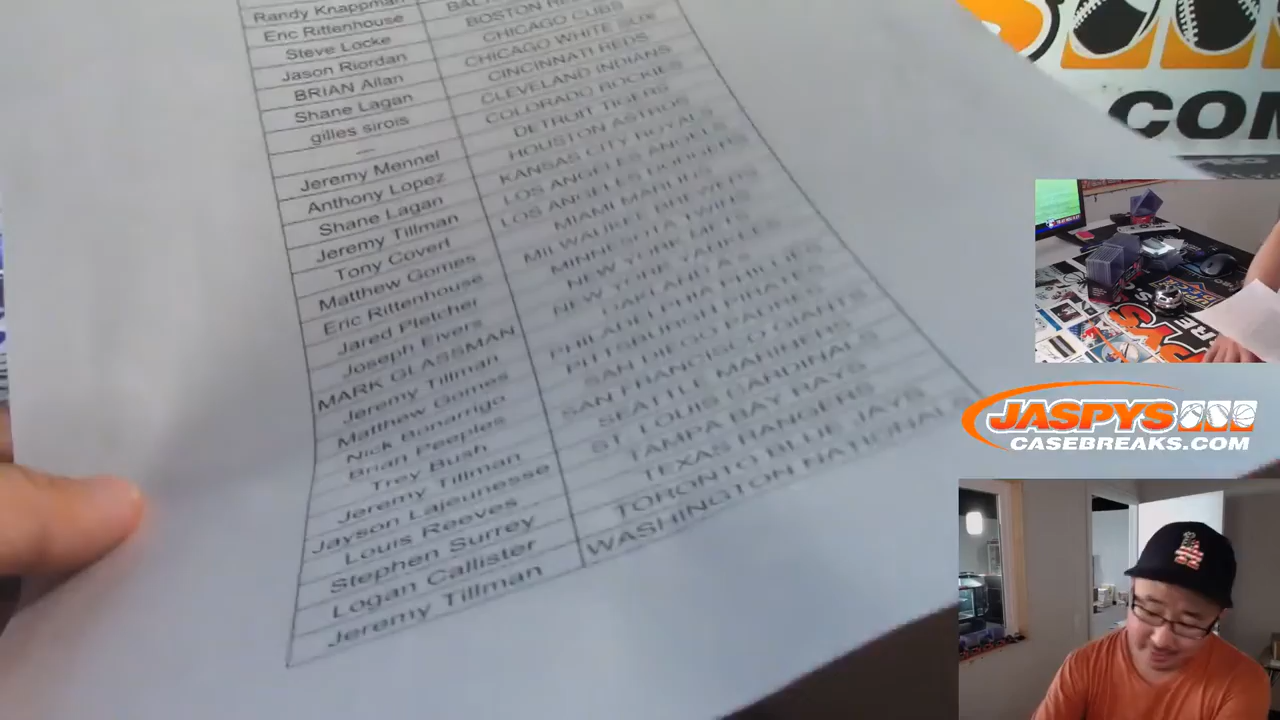 Randy Knappman
Eric Rittenhouse BOSTON RE
Steve Locke CHICAGO CUBS
Jason Riordan CHICAGO WHITE SOX
BRIAN Allan CINCINNATI REDS
Shane Lagan CLEVELAND INDIANS
gilles sirois COLORADO ROCKIES
— DETROIT TIGERS
Jeremy Mennel HOUSTON ASTROS
Anthony Lopez KANSAS CITY ROYALS
Shane Lagan LOS ANGELES ANGELS
Jeremy Tillman LOS ANGELES DODGERS
Tony Covert MIAMI MARLINS
Matthew Gomes MILWAUKEE BREWERS
Eric Rittenhouse MINNESOTA TWINS
Jared Pletcher NEW YORK METS
Joseph Fivers NEW YORK YANKEES
MARK GLASSMAN OAKLAND
Jeremy Tillman PHILADELPHIA PHILLIES
Matthew Gomes PITTSBURGH PIRATES
Nick Bonarrigo SAN DIEGO PADRES
Brian Peeples SAN FRANCISCO GIANTS
Trey Bush SEATTLE MARINERS
Jeremy Tillman ST. LOUIS CARDINALS
Jayson Lajeunesse TAMPA BAY RAYS
Louis Reeves TEXAS RANGERS
Stephen Surrey TORONTO BLUE JAYS
Logan Callister WASHINGTON NATIONAL
Jeremy Tillman
COM
JASPYS
CASEBREAKS.COM